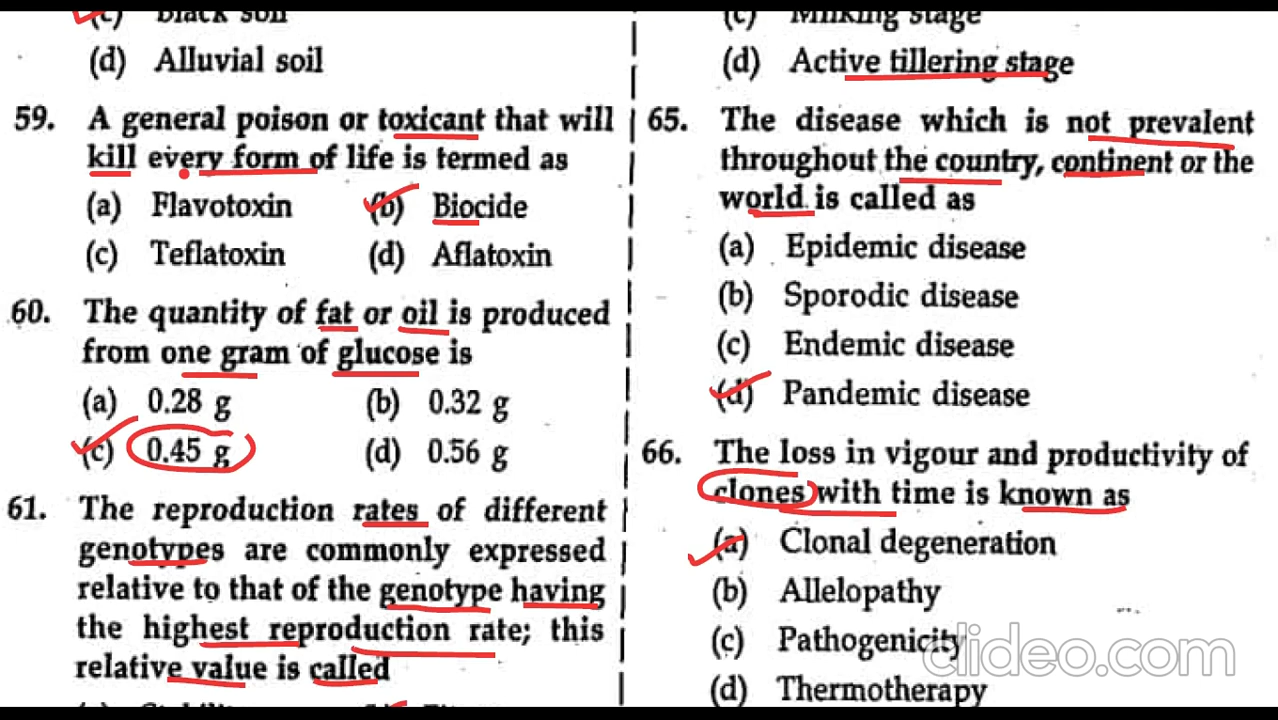 (c) Black soil
(d) Alluvial soil
59. A general poison or toxicant that will
kill every form of life is termed as
(a) Flavotoxin (b) Biocide
(c) Teflatoxin (d) Aflatoxin
60. The quantity of fat or oil is produced
from one gram of glucose is
(a) 0.28 g (b) 0.32 g
(c) 0.45 g (d) 0.56 g
61. The reproduction rates of different
genotypes are commonly expressed
relative to that of the genotype having
the highest reproduction rate; this
relative value is called
(c) Milking stage
(d) Active tillering stage
65. The disease which is not prevalent
throughout the country, continent or the
world is called as
(a) Epidemic disease
(b) Sporodic disease
(c) Endemic disease
(d) Pandemic disease
66. The loss in vigour and productivity of
clones with time is known as
(a) Clonal degeneration
(b) Allelopathy
(c) Pathogenicity
(d) Thermotherapy
clideo.com